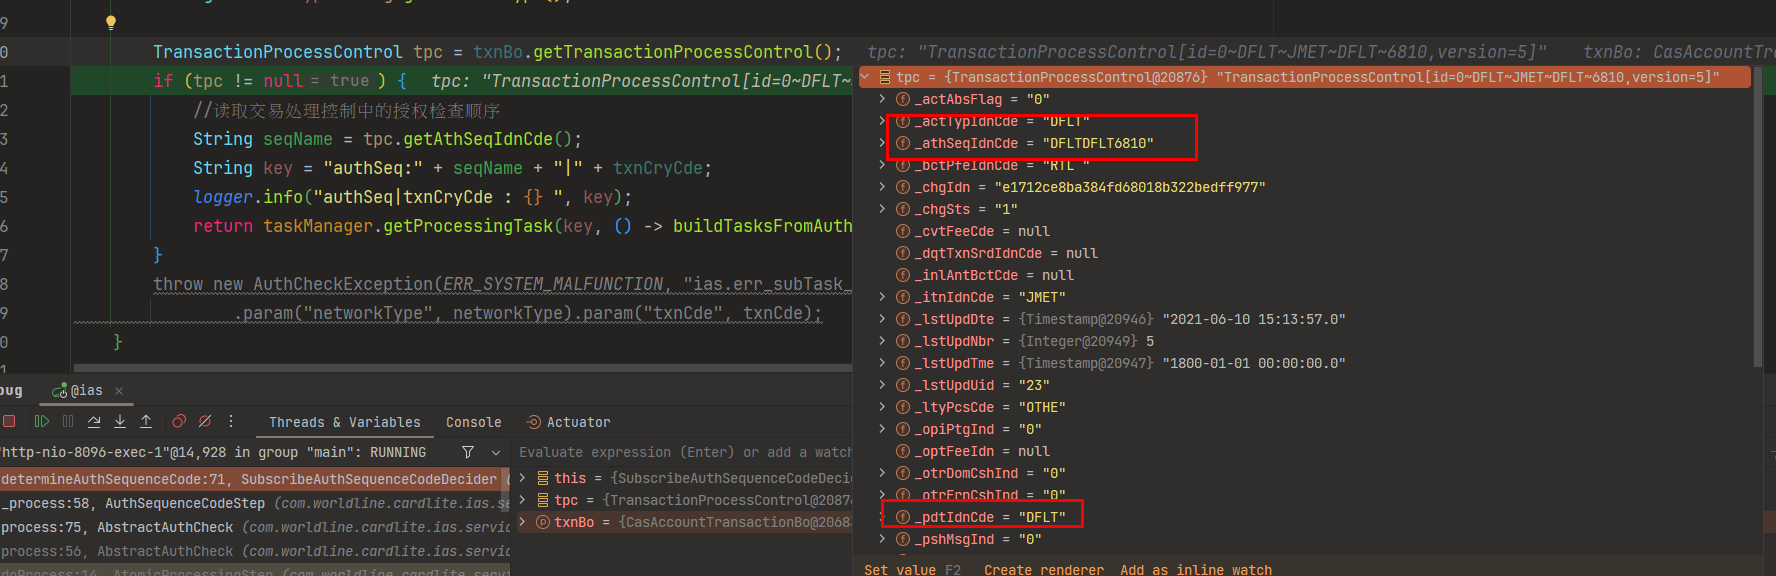 9
0 TransactionProcessControl tpc = txnBo.getTransactionProcessControl(); tpc: "TransactionProcessControl[id=0~DFLT~JMET~DFLT~6810,version=5]" txnBo: CasAccountTra
1 if (tpc != null = true ) { tpc: "TransactionProcessControl[id=0~DFLT~
2 //读取交易处理控制中的授权检查顺序
3 String seqName = tpc.getAthSeqIdnCde();
4 String key = "authSeq:" + seqName + "|" + txnCryCde;
5 logger.info("authSeq|txnCryCde : {} ", key);
6 return taskManager.getProcessingTask(key, () -> buildTasksFromAuth
7 }
8 throw new AuthCheckException(ERR_SYSTEM_MALFUNCTION, "ias.err_subTask_
9 .param("networkType", networkType).param("txnCde", txnCde);
0 }
tpc = {TransactionProcessControl@20876} "TransactionProcessControl[id=0~DFLT~JMET~DFLT~6810,version=5]"
_actAbsFlag = "0"
_actTypIdnCde = "DFLT"
_athSeqIdnCde = "DFLTDFLT6810"
_bctPfeIdnCde = "RTL "
_chgIdn = "e1712ce8ba384fd68018b322bedff977"
_chgSts = "1"
_cvtFeeCde = null
_dqtTxnSrdIdnCde = null
_inlAntBctCde = null
_itnIdnCde = "JMET"
_lstUpdDte = {Timestamp@20946} "2021-06-10 15:13:57.0"
_lstUpdNbr = {Integer@20949} 5
_lstUpdTme = {Timestamp@20947} "1800-01-01 00:00:00.0"
_lstUpdUid = "23"
_ltyPcsCde = "OTHE"
_opiPtgInd = "0"
_optFeeIdn = null
_otrDomCshInd = "0"
_otrFrnCshInd = "0"
_pdtIdnCde = "DFLT"
_pshMsgInd = "0"
Set value F2 Create renderer Add as inline watch
bug @ias
Threads & Variables Console Actuator
"http-nio-8096-exec-1"@14,928 in group "main": RUNNING
determineAuthSequenceCode:71, SubscribeAuthSequenceCodeDecider (
_process:58, AuthSequenceCodeStep (com.worldline.cardlite.ias.se
process:75, AbstractAuthCheck (com.worldline.cardlite.ias.servic
process:56, AbstractAuthCheck (com.worldline.cardlite.ias.servic
doProcess:14, AtomicProcessingStep (com.worldline.cardlite.servi
Evaluate expression (Enter) or add a watch
this = {SubscribeAuthSequenceCodeDecid
tpc = {TransactionProcessControl@20876
txnBo = {CasAccountTransactionBo@20683